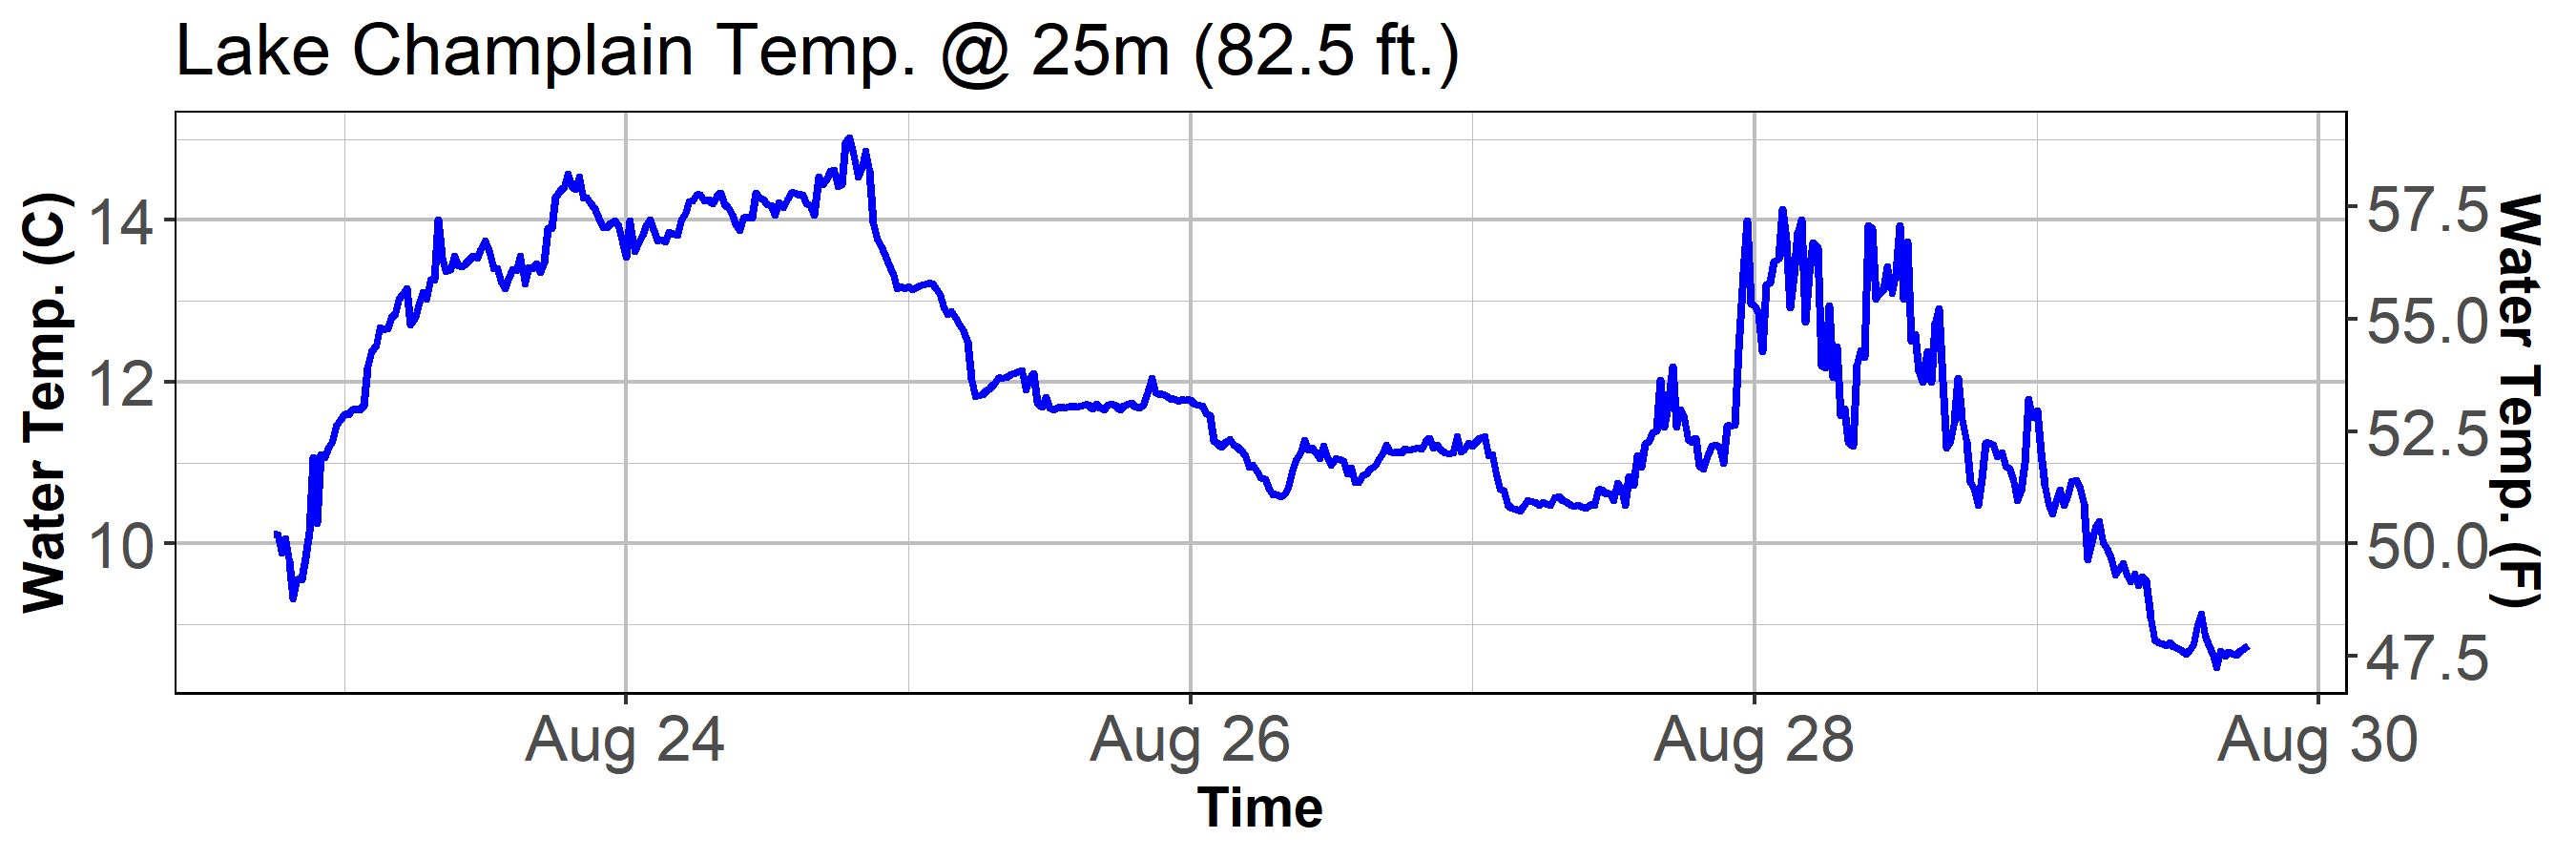 Lake Champlain Temp. @ 25m (82.5 ft.)
Water Temp. (C)
14
12
10
57.5
55.0
52.5
50.0
47.5
Water Temp. (F)
Aug 24
Aug 26
Aug 28
Aug 30
Time